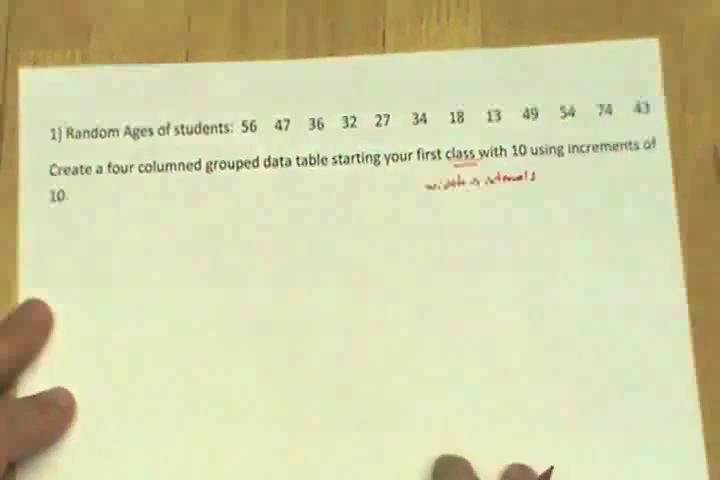 1) Random Ages of students: 56 47 36 32 27 34 18 13 49 54 74 43
Create a four columned grouped data table starting your first class with 10 using increments of
10.
intervals